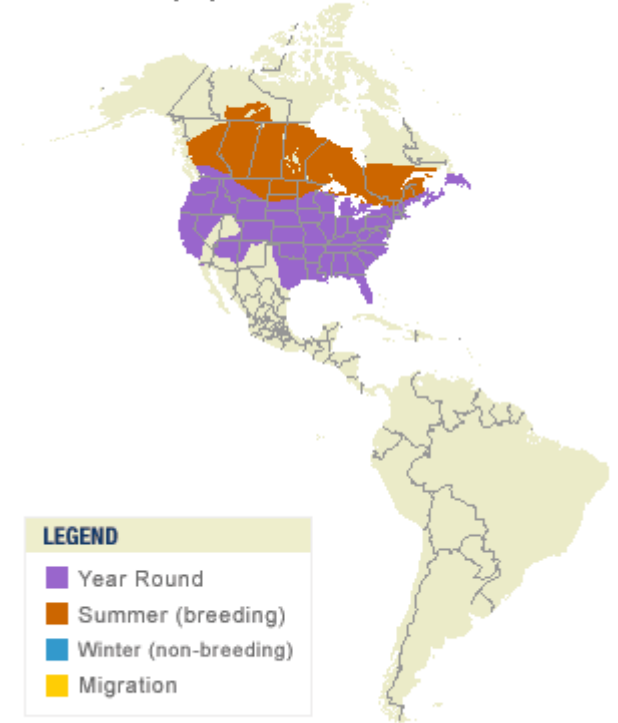 LEGEND
Year Round
Summer (breeding)
Winter (non-breeding)
Migration